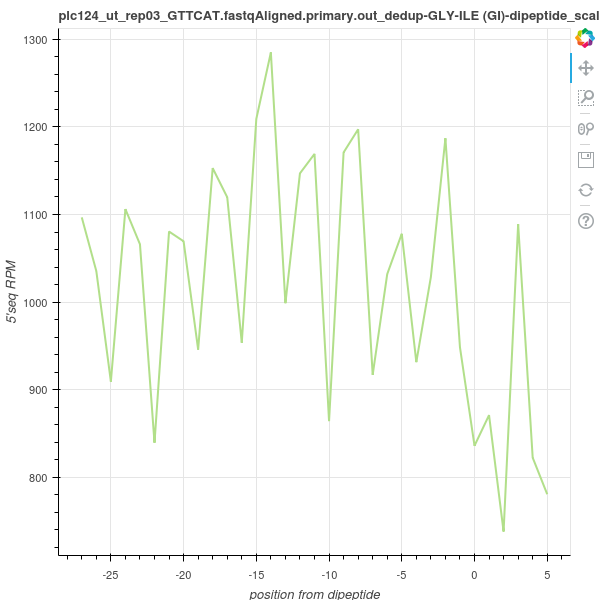 plc124_ut_rep03_GTTCAT.fastqAligned.primary.out_dedup-GLY-ILE (GI)-dipeptide_scal
1300
1200
1100
1000
900
800
5'seq RPM
-25 -20 -15 -10 -5 0 5
position from dipeptide